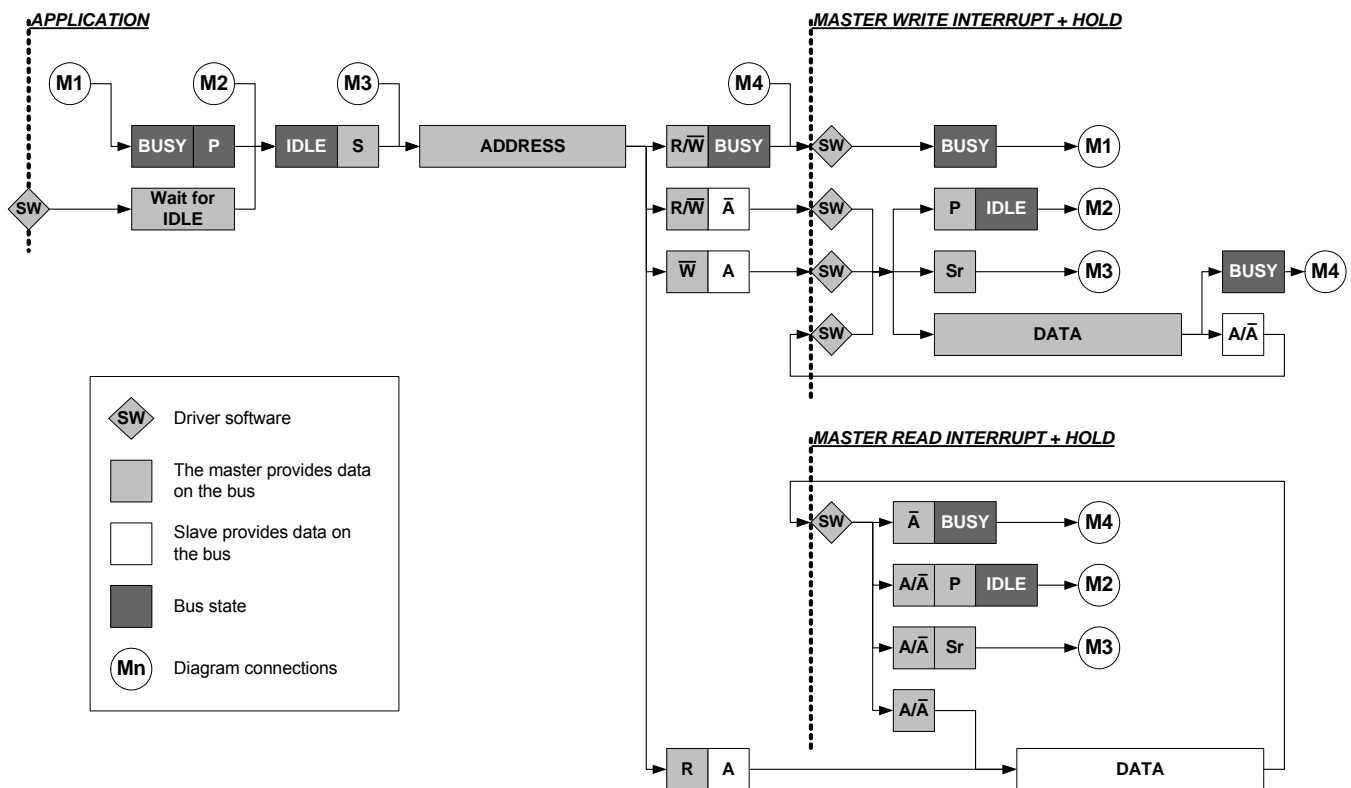 APPLICATION
MASTER WRITE INTERRUPT + HOLD
M1
M2
M3
M4
BUSY P
IDLE S
ADDRESS
R/W̅ BUSY
SW
BUSY
M1
SW
Wait for
IDLE
R/W̅ A̅
SW
P IDLE
M2
W̅ A
SW
Sr
M3
BUSY
M4
SW
DATA
A/A̅
SW Driver software
The master provides data
on the bus
Slave provides data on
the bus
Bus state
Mn Diagram connections
MASTER READ INTERRUPT + HOLD
SW
A̅ BUSY
M4
A/A̅ P IDLE
M2
A/A̅ Sr
M3
A/A̅
R A
DATA